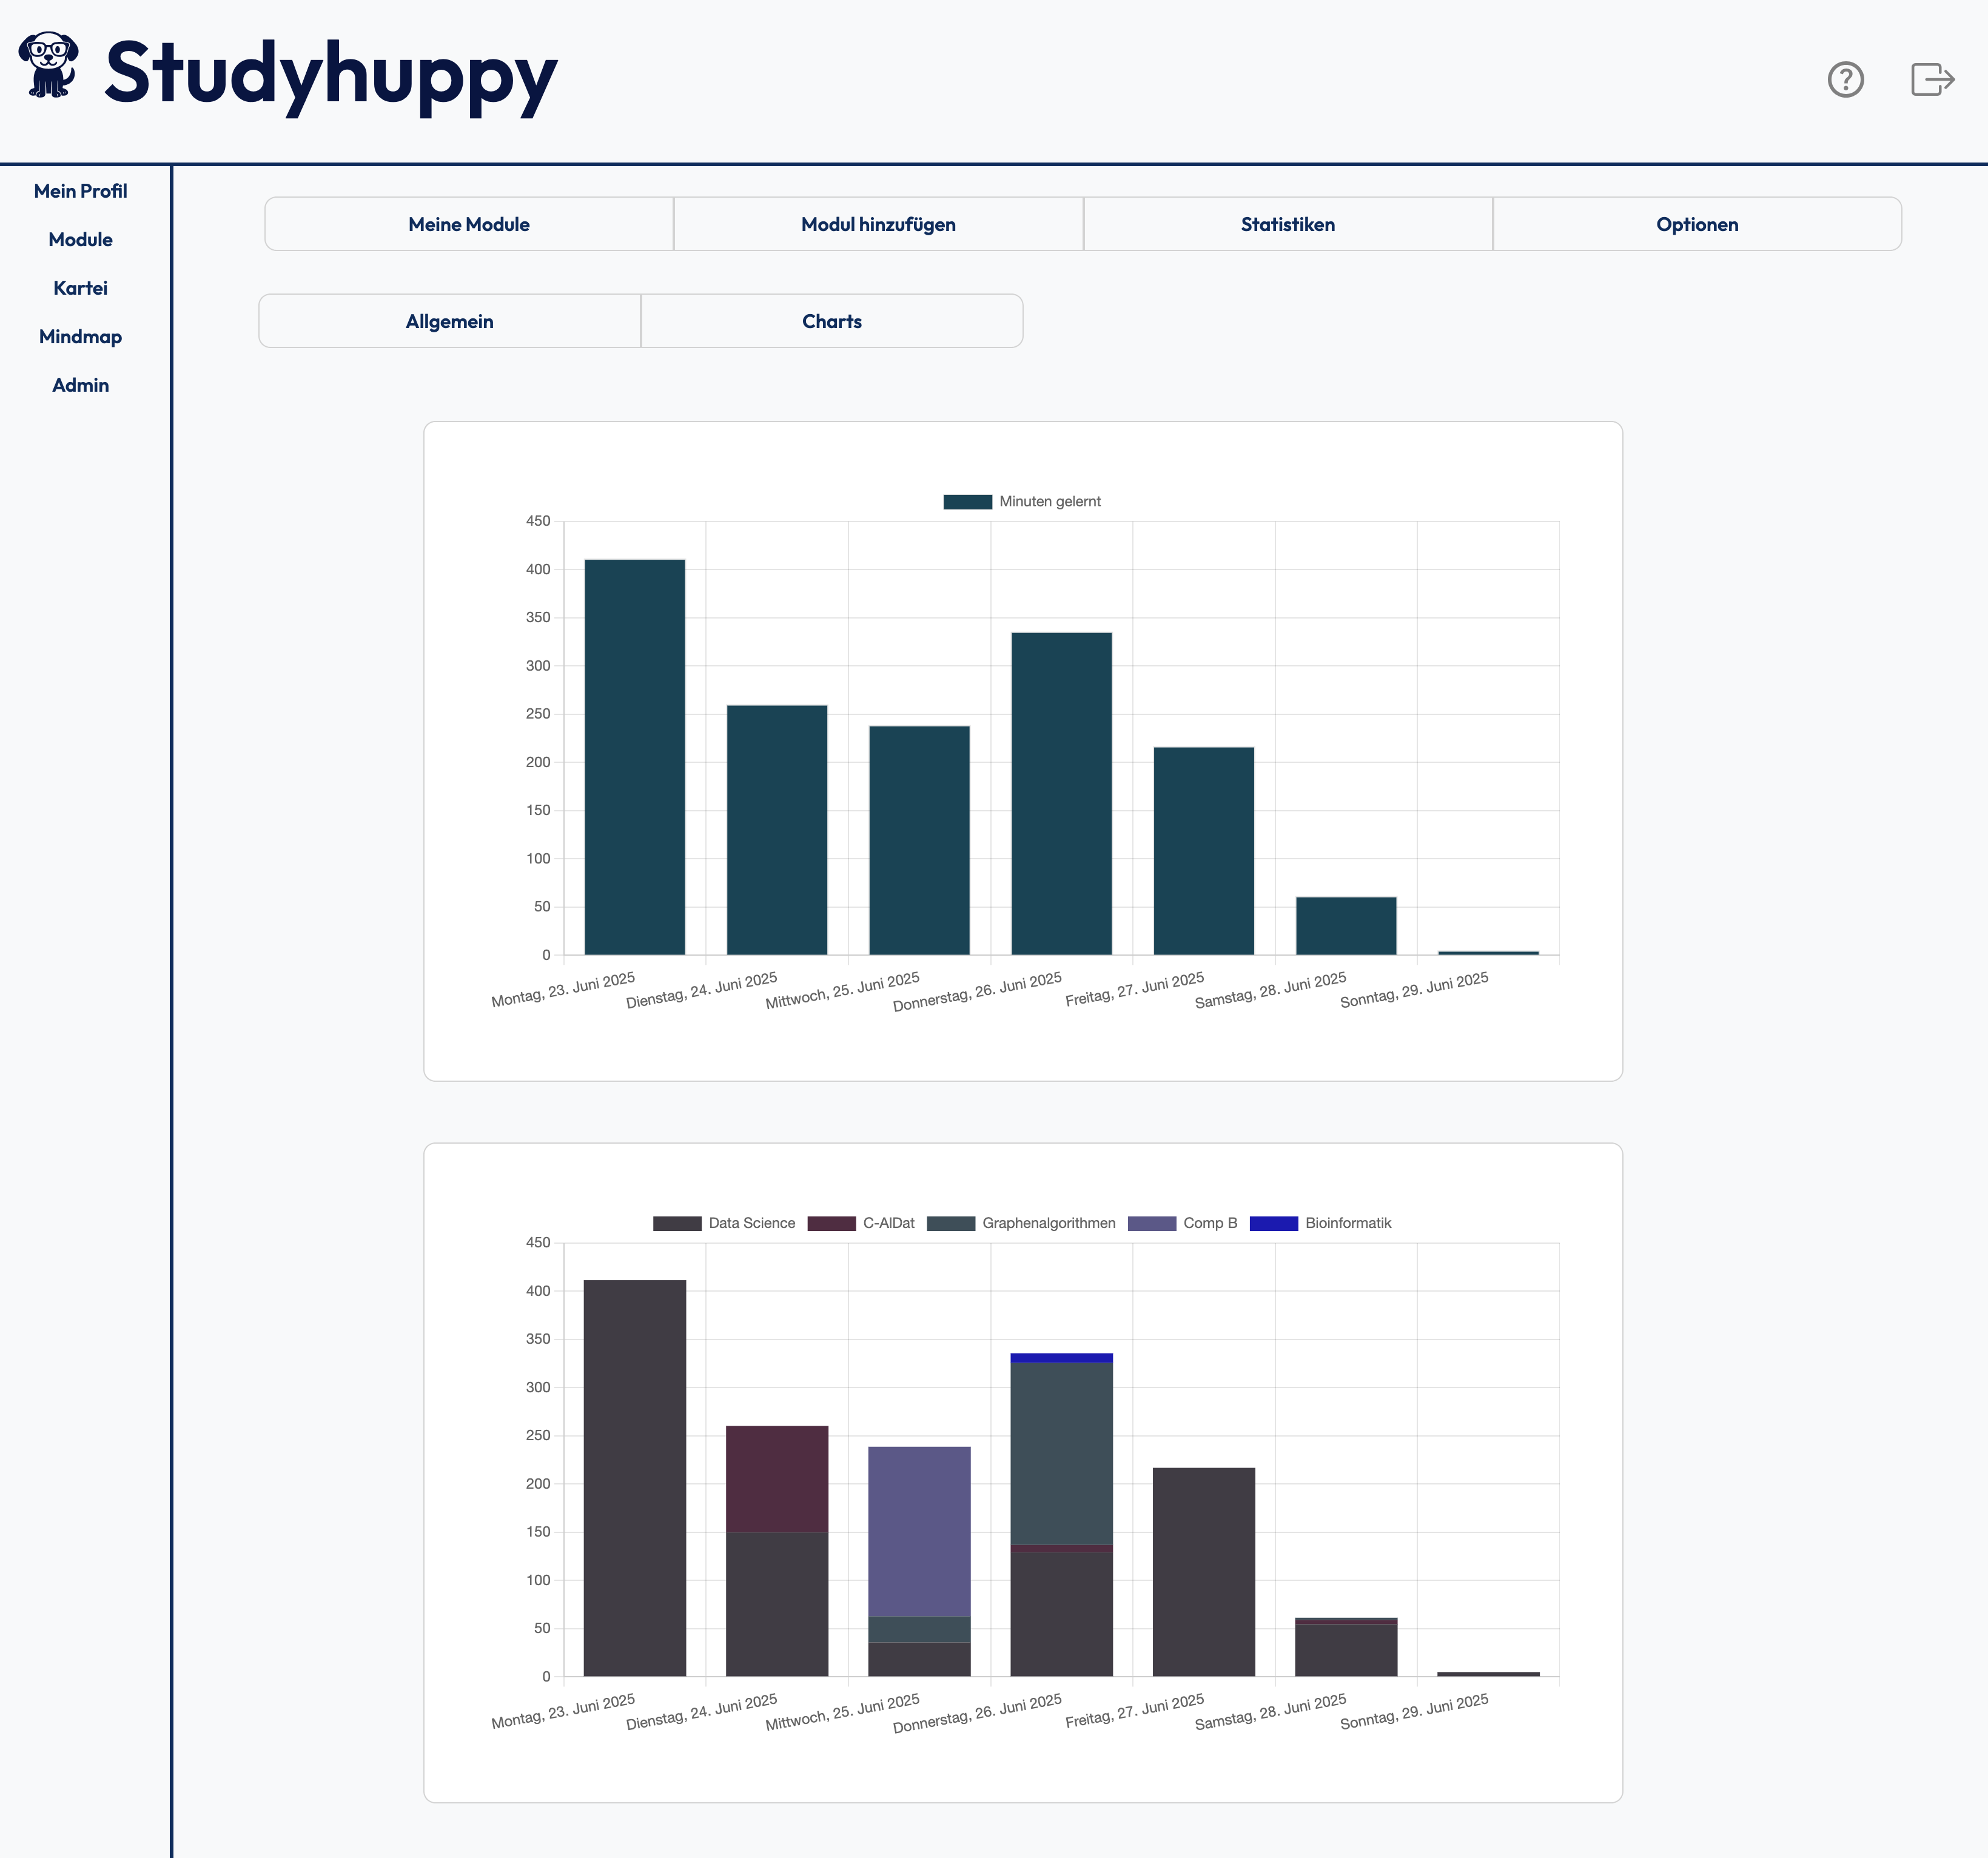 Studyhuppy
Mein Profil
Module
Kartei
Mindmap
Admin
Meine Module
Modul hinzufügen
Statistiken
Optionen
Allgemein
Charts
Minuten gelernt
450
400
350
300
250
200
150
100
50
0
Montag, 23. Juni 2025
Dienstag, 24. Juni 2025
Mittwoch, 25. Juni 2025
Donnerstag, 26. Juni 2025
Freitag, 27. Juni 2025
Samstag, 28. Juni 2025
Sonntag, 29. Juni 2025
Data Science
C-AlDat
Graphenalgorithmen
Comp B
Bioinformatik
450
400
350
300
250
200
150
100
50
0
Montag, 23. Juni 2025
Dienstag, 24. Juni 2025
Mittwoch, 25. Juni 2025
Donnerstag, 26. Juni 2025
Freitag, 27. Juni 2025
Samstag, 28. Juni 2025
Sonntag, 29. Juni 2025